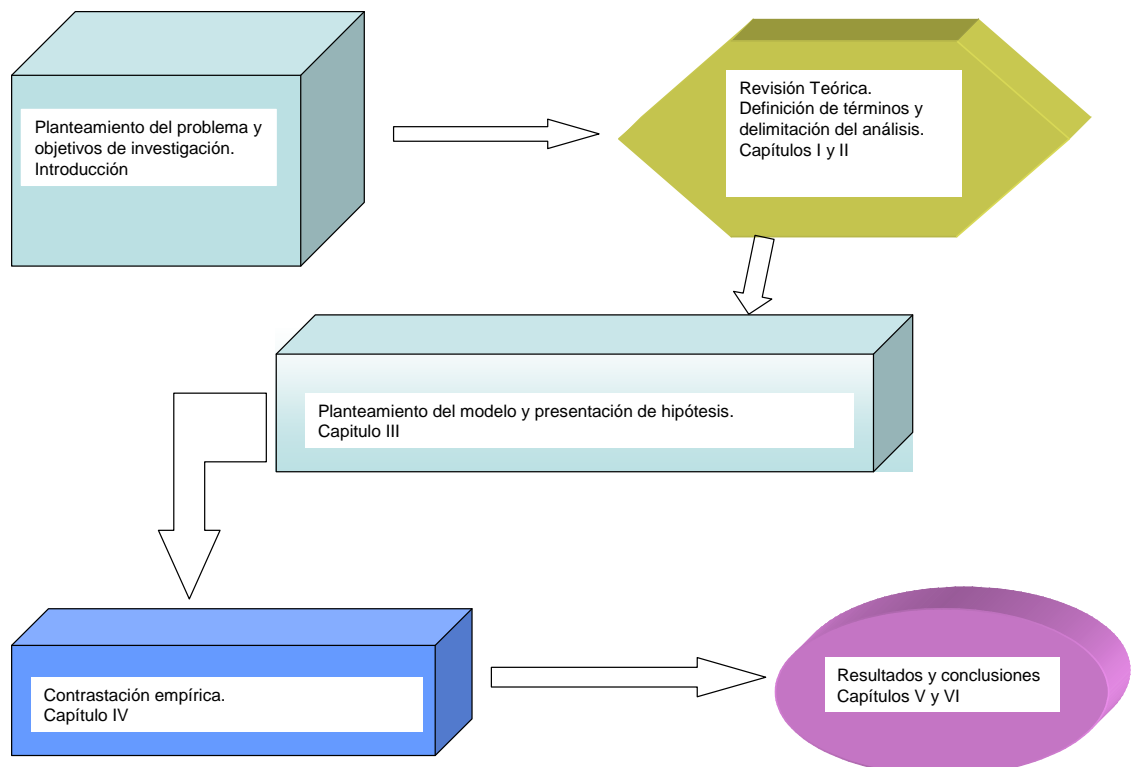 Planteamiento del problema y
objetivos de investigación.
Introducción
Revisión Teórica.
Definición de términos y
delimitación del análisis.
Capítulos I y II
Planteamiento del modelo y presentación de hipótesis.
Capitulo III
Contrastación empírica.
Capítulo IV
Resultados y conclusiones
Capítulos V y VI